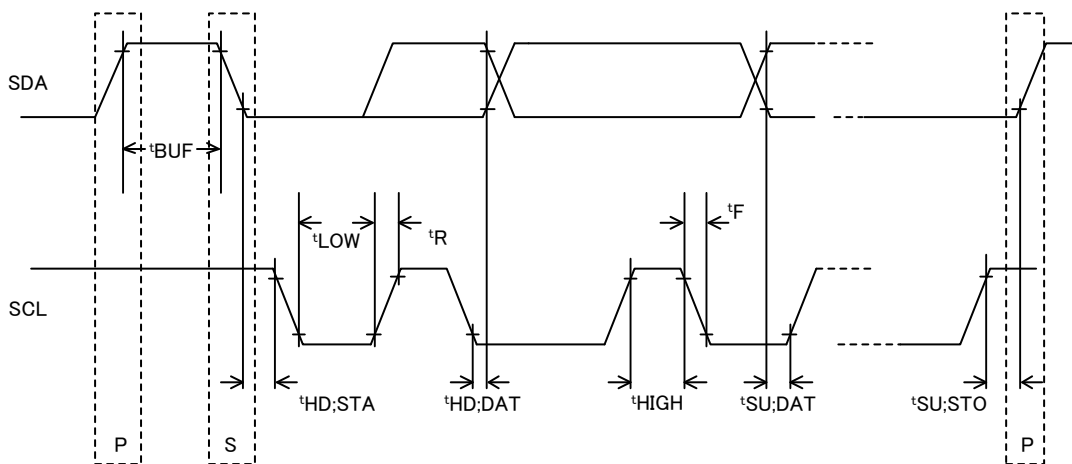 SDA
tBUF
tF
tLOW
tR
SCL
tHD;STA
tHD;DAT
tHIGH
tSU;DAT
tSU;STO
P
S
P